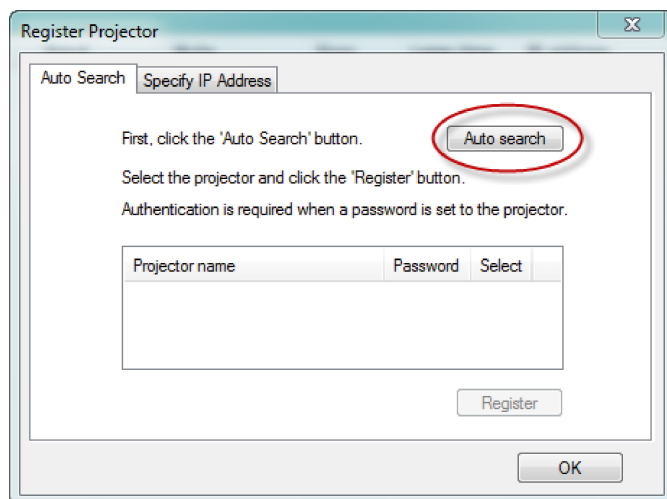 Register Projector
Auto Search Specify IP Address
First, click the 'Auto Search' button. Auto search
Select the projector and click the 'Register' button.
Authentication is required when a password is set to the projector.
Projector name Password Select
Register
OK